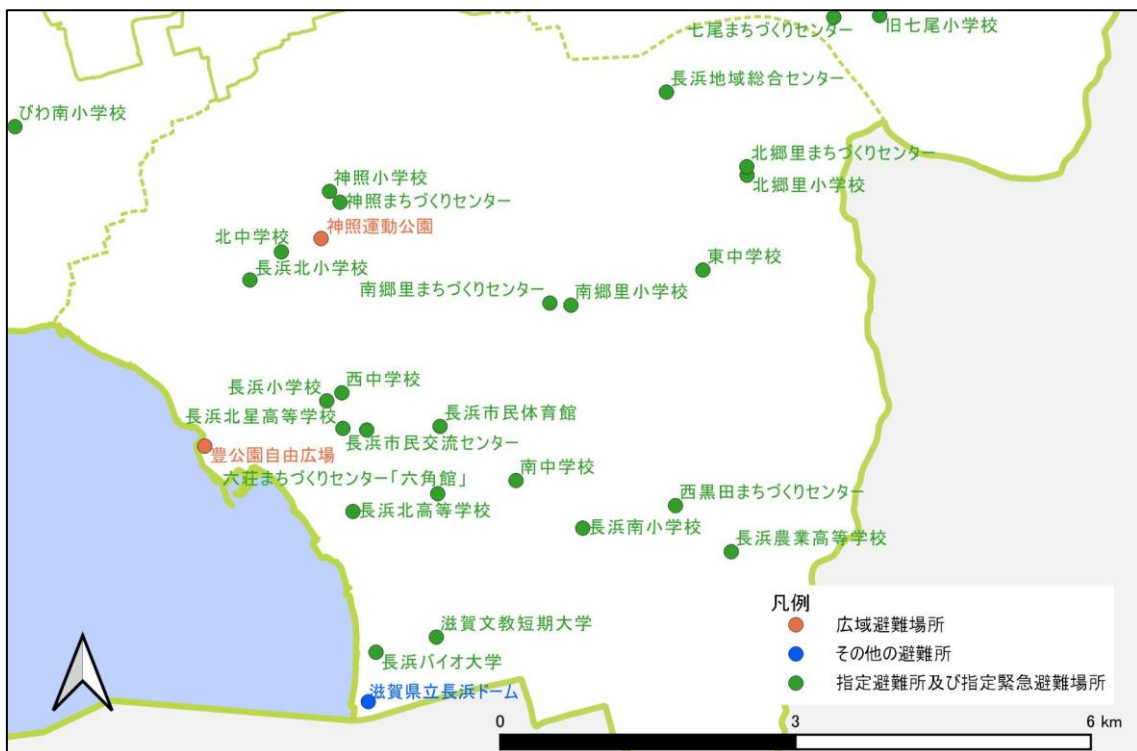 七尾まちづくりセンター
旧七尾小学校
長浜地域総合センター
びわ南小学校
北郷里まちづくりセンター
北郷里小学校
神照小学校
神照まちづくりセンター
神照運動公園
北中学校
長浜北小学校
東中学校
南郷里まちづくりセンター
南郷里小学校
西中学校
長浜小学校
長浜北星高等学校
長浜市民体育館
長浜市民交流センター
豊公園自由広場
六荘まちづくりセンター「六角館」
南中学校
長浜北高等学校
西黒田まちづくりセンター
長浜南小学校
長浜農業高等学校
滋賀文教短期大学
長浜バイオ大学
滋賀県立長浜ドーム
凡例
広域避難場所
その他の避難所
指定避難所及び指定緊急避難場所
0 3 6 km